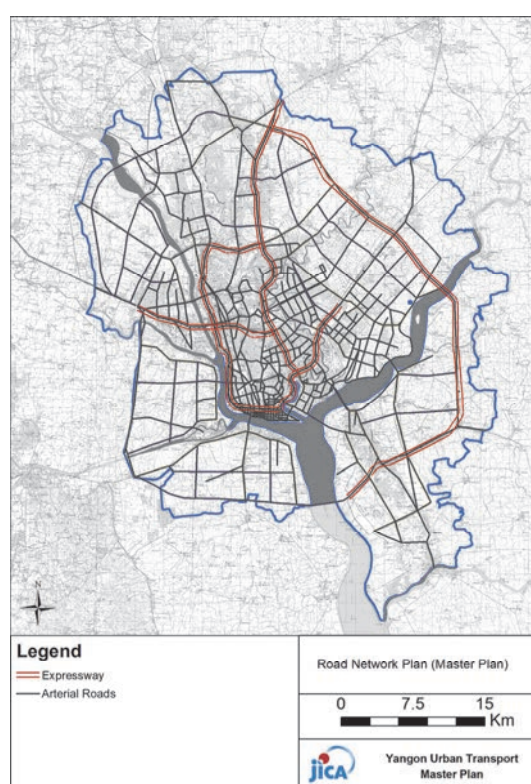 N
Legend
Expressway
Arterial Roads
Road Network Plan (Master Plan)
0 7.5 15
Km
jica
Yangon Urban Transport
Master Plan